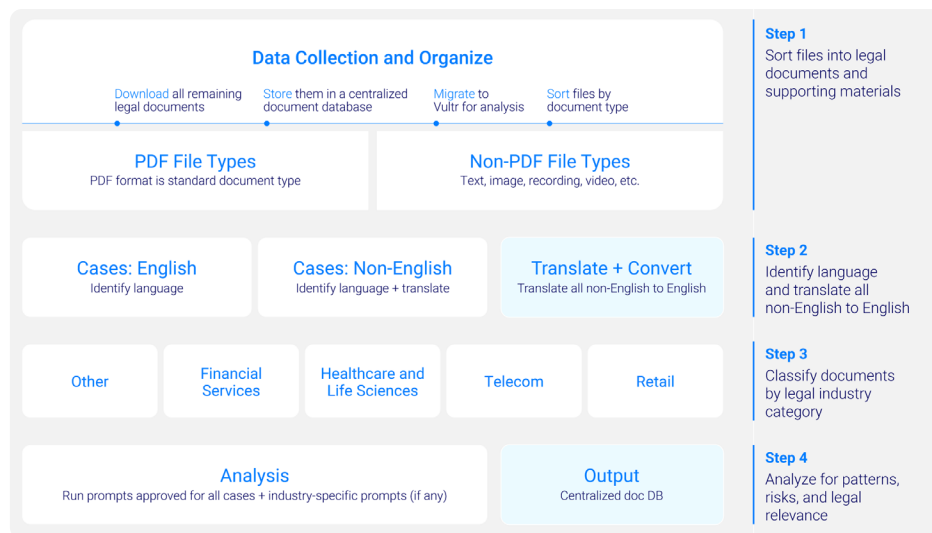 Data Collection and Organize
Download all remaining
legal documents
Store them in a centralized
document database
Migrate to
Vultr for analysis
Sort files by
document type
PDF File Types
PDF format is standard document type
Non-PDF File Types
Text, image, recording, video, etc.
Step 1
Sort files into legal
documents and
supporting materials
Cases: English
Identify language
Cases: Non-English
Identify language + translate
Translate + Convert
Translate all non-English to English
Step 2
Identify language
and translate all
non-English to English
Other
Financial
Services
Healthcare and
Life Sciences
Telecom
Retail
Step 3
Classify documents
by legal industry
category
Analysis
Run prompts approved for all cases + industry-specific prompts (if any)
Output
Centralized doc DB
Step 4
Analyze for patterns,
risks, and legal
relevance